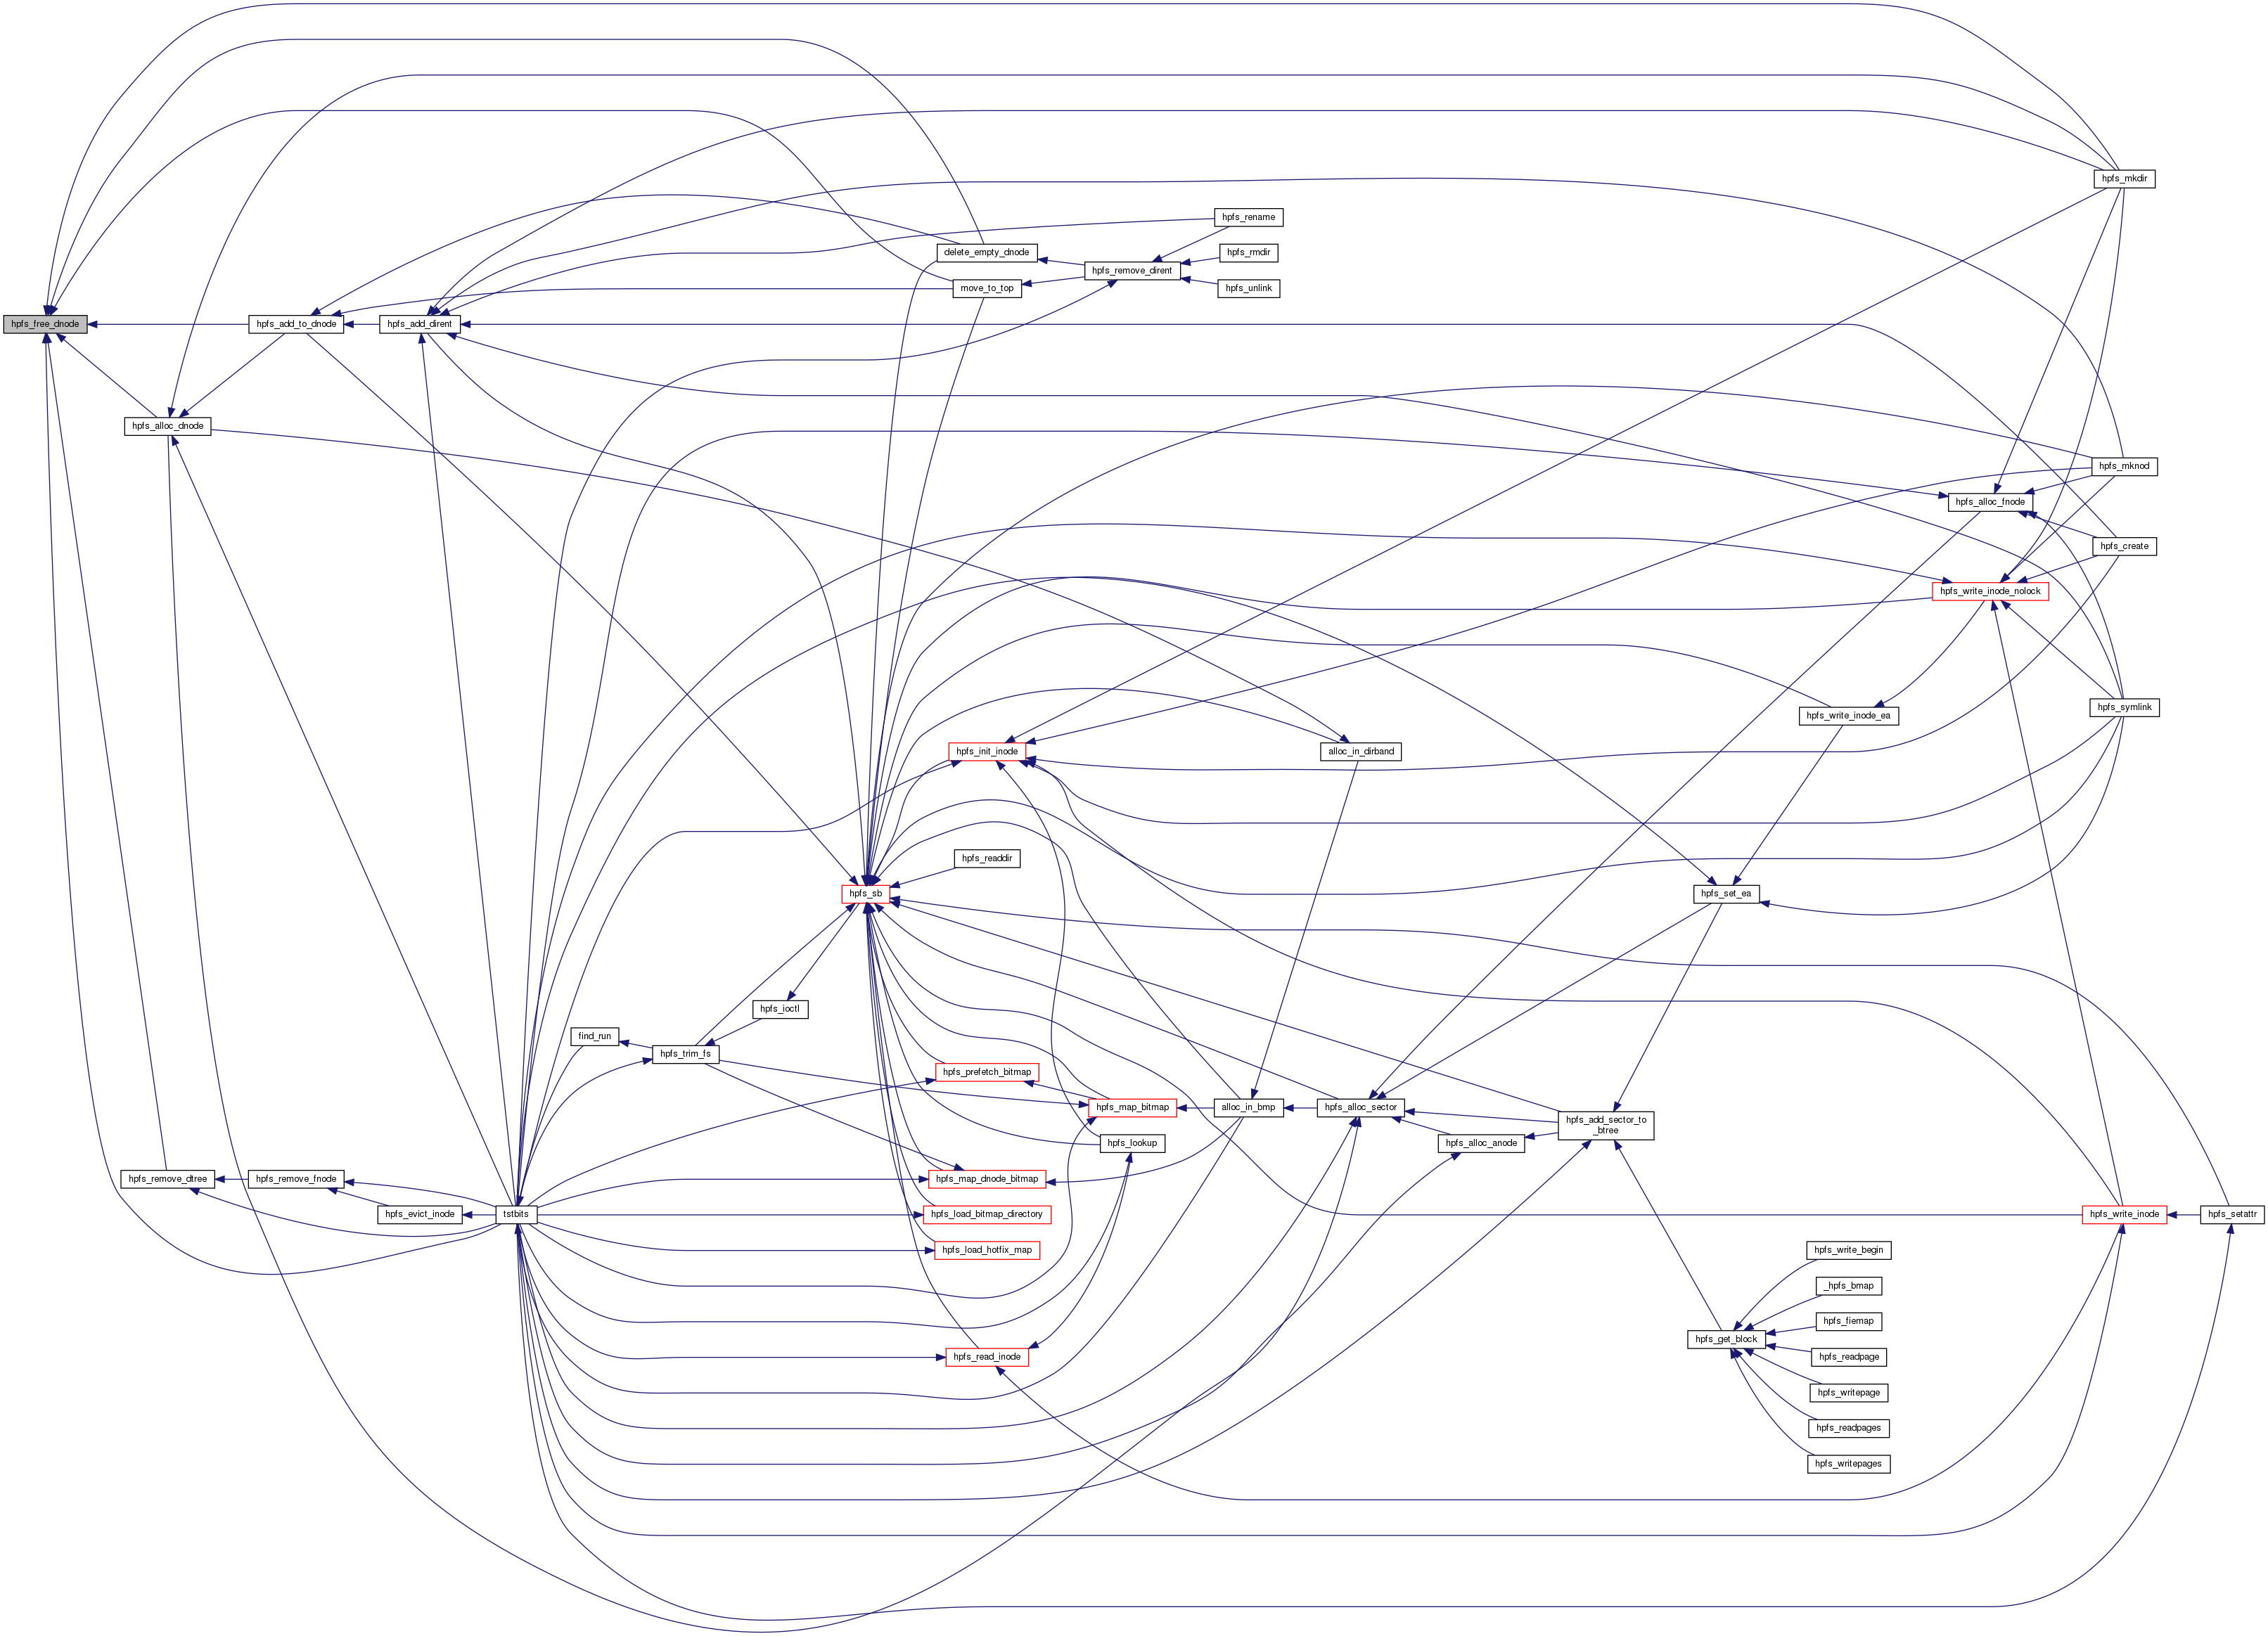 hpfs_mkdir
hpfs_rename
hpfs_rmdir
delete_empty_dnode
hpfs_remove_dirent
move_to_top
hpfs_unlink
hpfs_free_dnode
hpfs_add_to_dnode
hpfs_add_dirent
hpfs_alloc_dnode
hpfs_mknod
hpfs_alloc_fnode
hpfs_create
hpfs_write_inode_nolock
hpfs_symlink
hpfs_write_inode_ea
hpfs_init_inode
alloc_in_dirband
hpfs_readdir
hpfs_sb
hpfs_set_ea
hpfs_ioctl
find_run
hpfs_trim_fs
hpfs_prefetch_bitmap
hpfs_map_bitmap
alloc_in_bmp
hpfs_alloc_sector
hpfs_add_sector_to
_btree
hpfs_lookup
hpfs_alloc_anode
hpfs_remove_dtree
hpfs_remove_fnode
hpfs_map_dnode_bitmap
hpfs_evict_inode
tstbits
hpfs_load_bitmap_directory
hpfs_write_inode
hpfs_setattr
hpfs_load_hotfix_map
hpfs_write_begin
_hpfs_bmap
hpfs_fiemap
hpfs_get_block
hpfs_read_inode
hpfs_readpage
hpfs_writepage
hpfs_readpages
hpfs_writepages